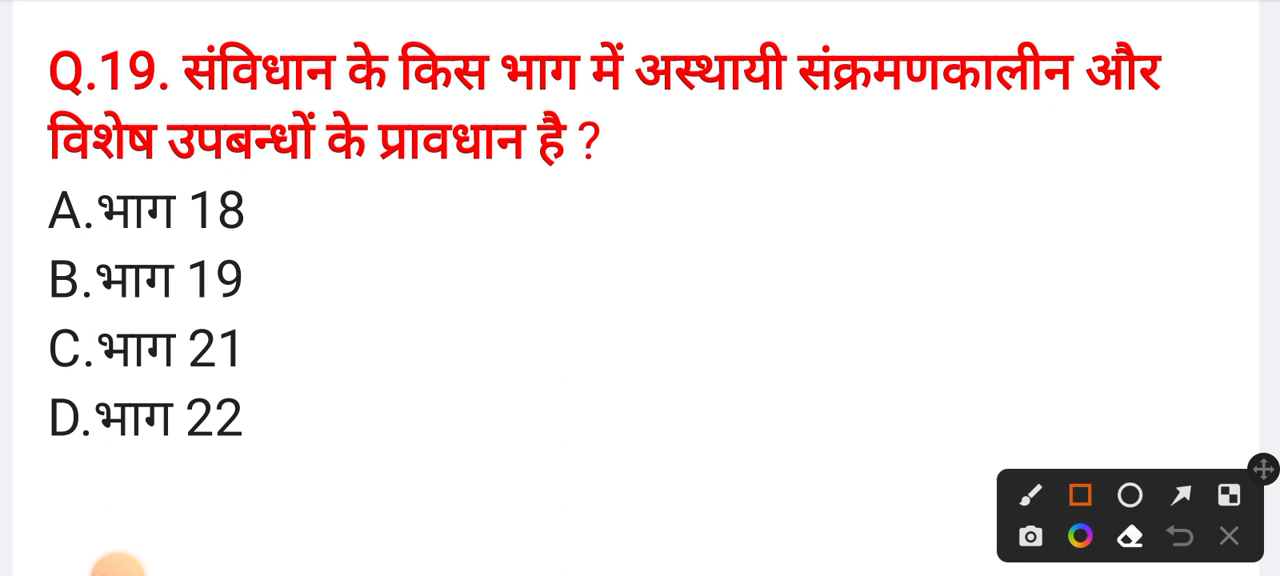 Q.19. संविधान के किस भाग में अस्थायी संक्रमणकालीन और
विशेष उपबन्धों के प्रावधान है ?
A.भाग 18
B.भाग 19
C.भाग 21
D.भाग 22